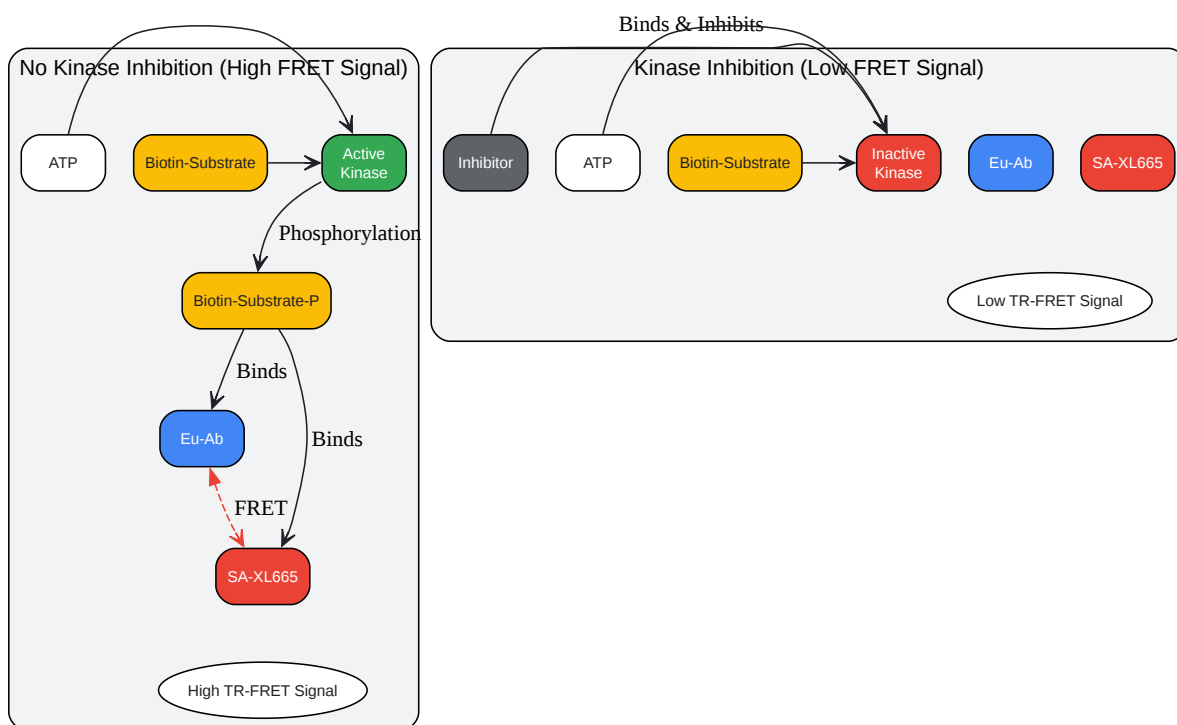 No Kinase Inhibition (High FRET Signal)
ATP
Biotin-Substrate
Active
Kinase
Phosphorylation
Biotin-Substrate-P
Binds
Eu-Ab
Binds
FRET
SA-XL665
High TR-FRET Signal
Binds & Inhibits
Kinase Inhibition (Low FRET Signal)
Inhibitor
ATP
Biotin-Substrate
Inactive
Kinase
Eu-Ab
SA-XL665
Low TR-FRET Signal